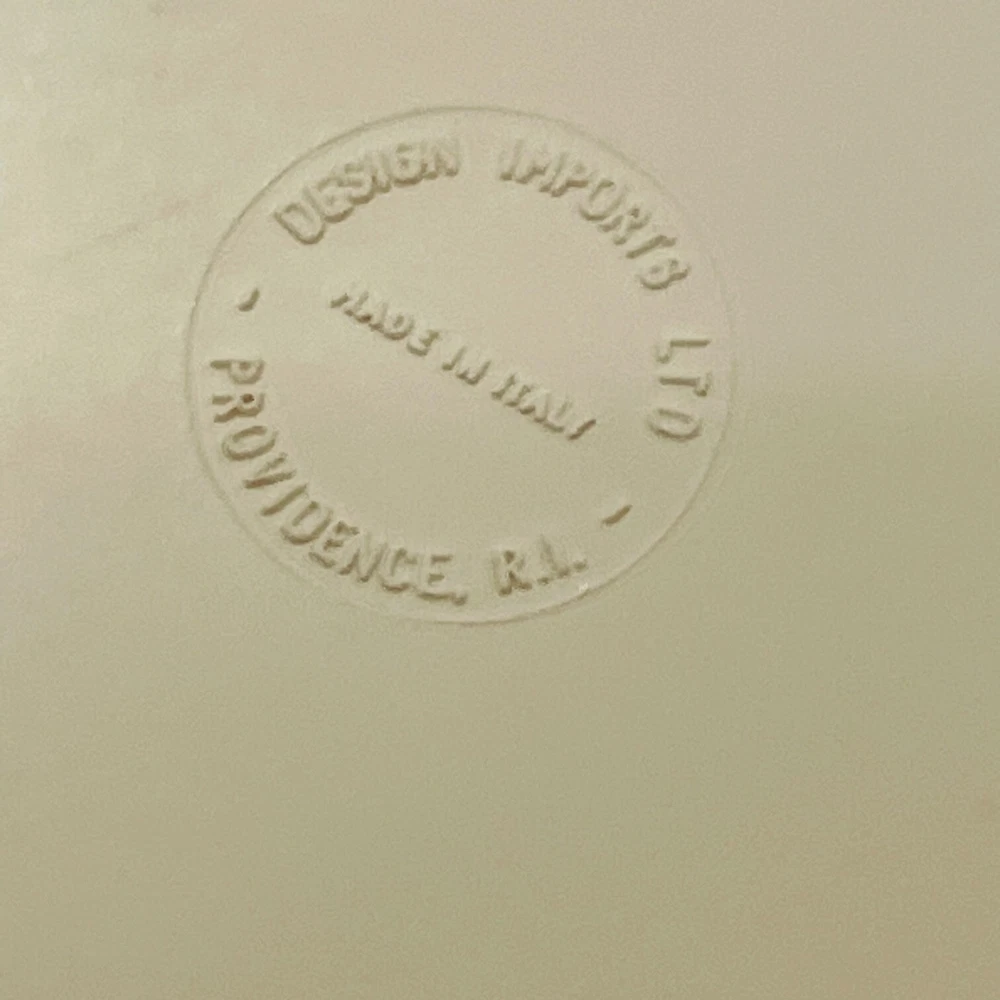 DESIGN IMPORTS LTD
MADE IN ITALY
PROVIDENCE, R.I.